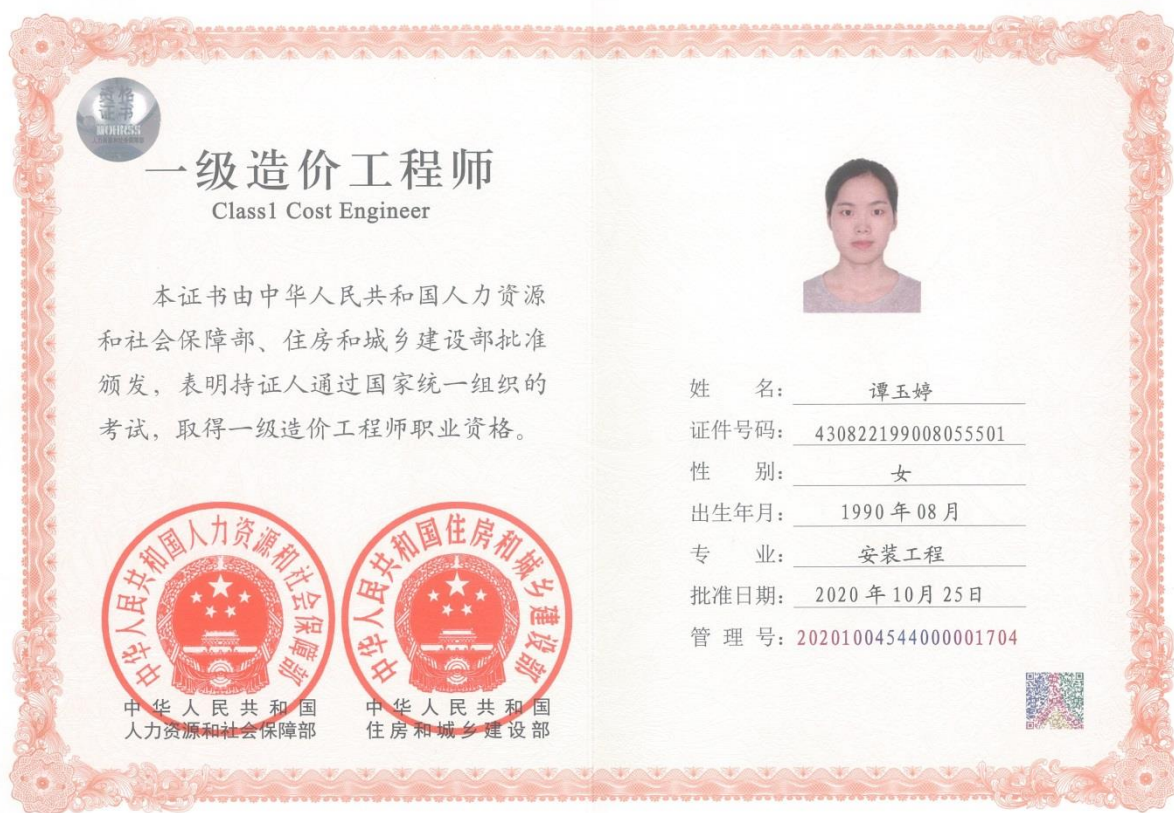 资格
证书
MOHRSS
一级造价工程师
Class1 Cost Engineer
本证书由中华人民共和国人力资源
和社会保障部、住房和城乡建设部批准
颁发，表明持证人通过国家统一组织的
考试，取得一级造价工程师职业资格。
中华人民共和国人力资源和社会保障部
中华人民共和国
人力资源和社会保障部
中华人民共和国住房和城乡建设部
中华人民共和国
住房和城乡建设部
姓 名： 谭玉婷
证件号码： 430822199008055501
性 别： 女
出生年月： 1990年08月
专 业： 安装工程
批准日期： 2020年10月25日
管 理 号：20201004544000001704